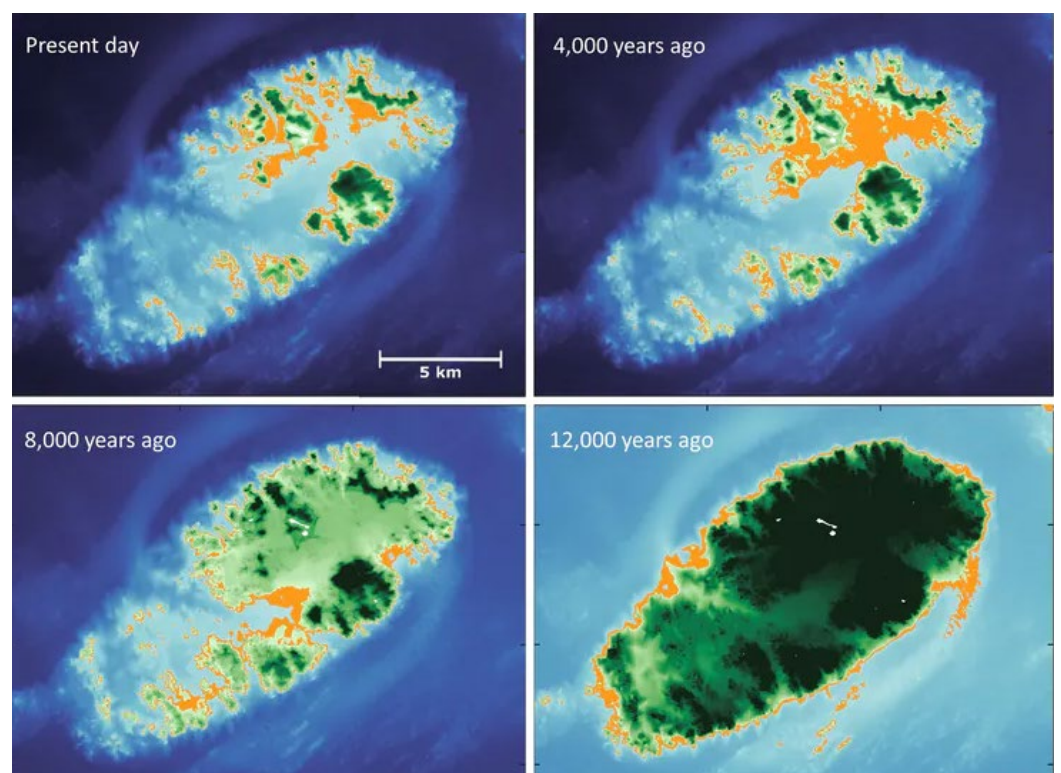 Present day
4,000 years ago
5 km
8,000 years ago
12,000 years ago